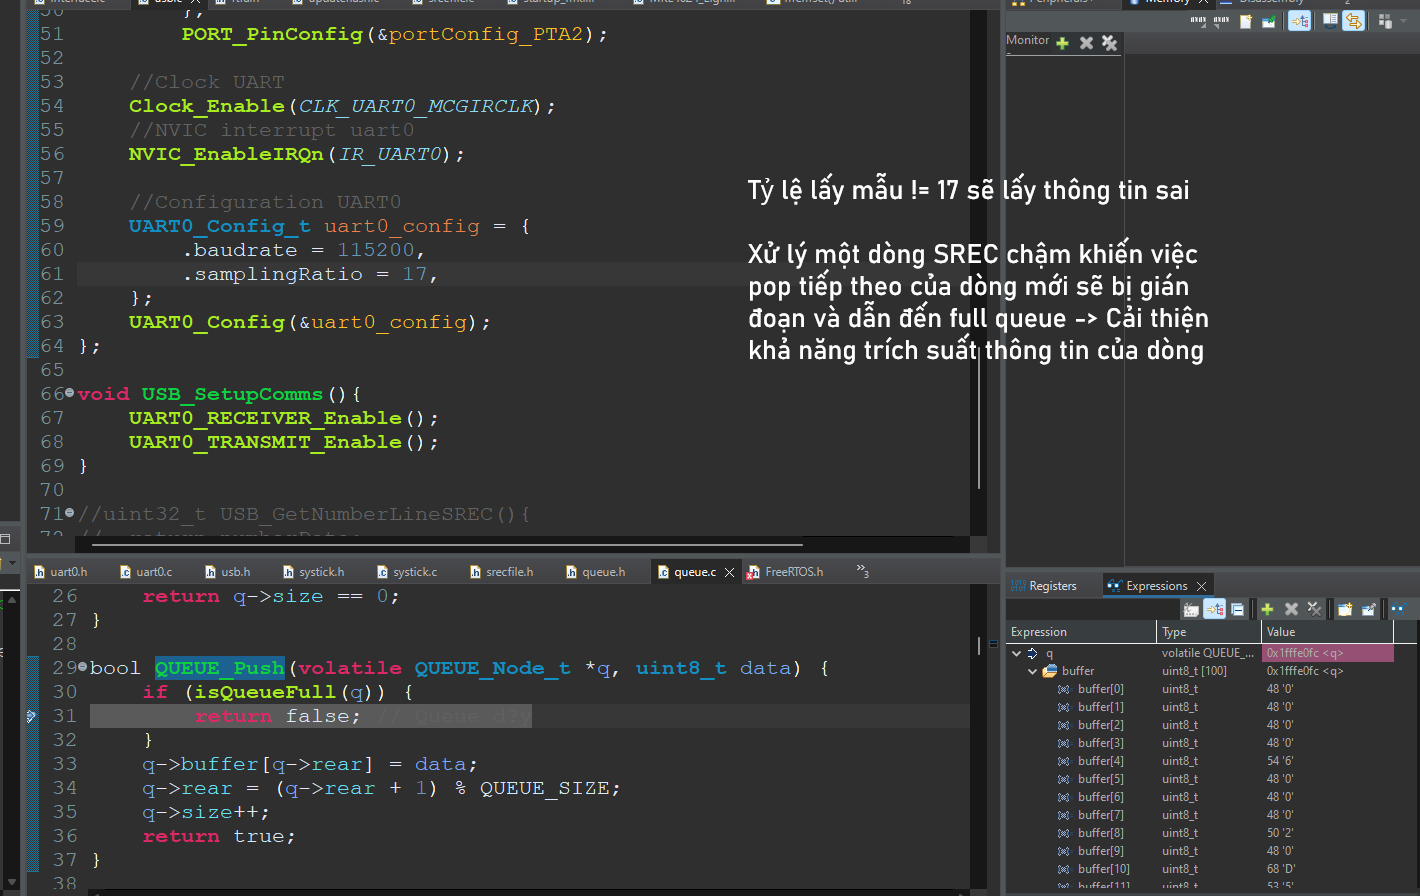 51 PORT_PinConfig(&portConfig_PTA2);
52
53 //Clock UART
54 Clock_Enable(CLK_UART0_MCGIRCLK);
55 //NVIC interrupt uart0
56 NVIC_EnableIRQn(IR_UART0);
57
58 //Configuration UART0
59 UART0_Config_t uart0_config = {
60 .baudrate = 115200,
61 .samplingRatio = 17,
62 };
63 UART0_Config(&uart0_config);
64 };
65
66 void USB_SetupComms(){
67 UART0_RECEIVER_Enable();
68 UART0_TRANSMIT_Enable();
69 }
70
71 //uint32_t USB_GetNumberLineSREC(){
Tỷ lệ lấy mẫu != 17 sẽ lấy thông tin sai
Xử lý một dòng SREC chậm khiến việc
pop tiếp theo của dòng mới sẽ bị gián
đoạn và dẫn đến full queue -> Cải thiện
khả năng trích suất thông tin của dòng
Monitor
uart0.h uart0.c usb.h systick.h systick.c srecfile.h queue.h queue.c FreeRTOS.h »3
26 return q->size == 0;
27 }
28
29 bool QUEUE_Push(volatile QUEUE_Node_t *q, uint8_t data) {
30 if (isQueueFull(q)) {
31 return false; // Queue d?y
32 }
33 q->buffer[q->rear] = data;
34 q->rear = (q->rear + 1) % QUEUE_SIZE;
35 q->size++;
36 return true;
37 }
38
Registers Expressions
Expression Type Value
q volatile QUEUE_... 0x1fffe0fc <q>
buffer uint8_t [100] 0x1fffe0fc <q>
buffer[0] uint8_t 48 '0'
buffer[1] uint8_t 48 '0'
buffer[2] uint8_t 48 '0'
buffer[3] uint8_t 48 '0'
buffer[4] uint8_t 54 '6'
buffer[5] uint8_t 48 '0'
buffer[6] uint8_t 48 '0'
buffer[7] uint8_t 48 '0'
buffer[8] uint8_t 50 '2'
buffer[9] uint8_t 48 '0'
buffer[10] uint8_t 68 'D'
buffer[11] uint8_t 53 '5'